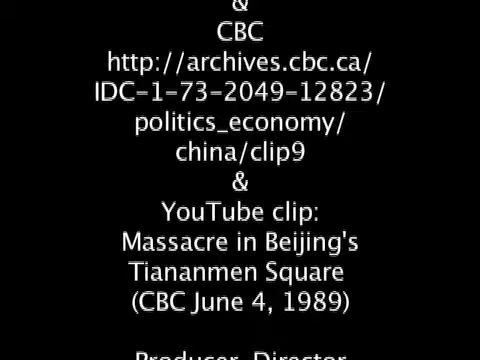 &
CBC
http://archives.cbc.ca/
IDC-1-73-2049-12823/
politics_economy/
china/clip9
&
YouTube clip:
Massacre in Beijing's
Tiananmen Square
(CBC June 4, 1989)
Producer, Director